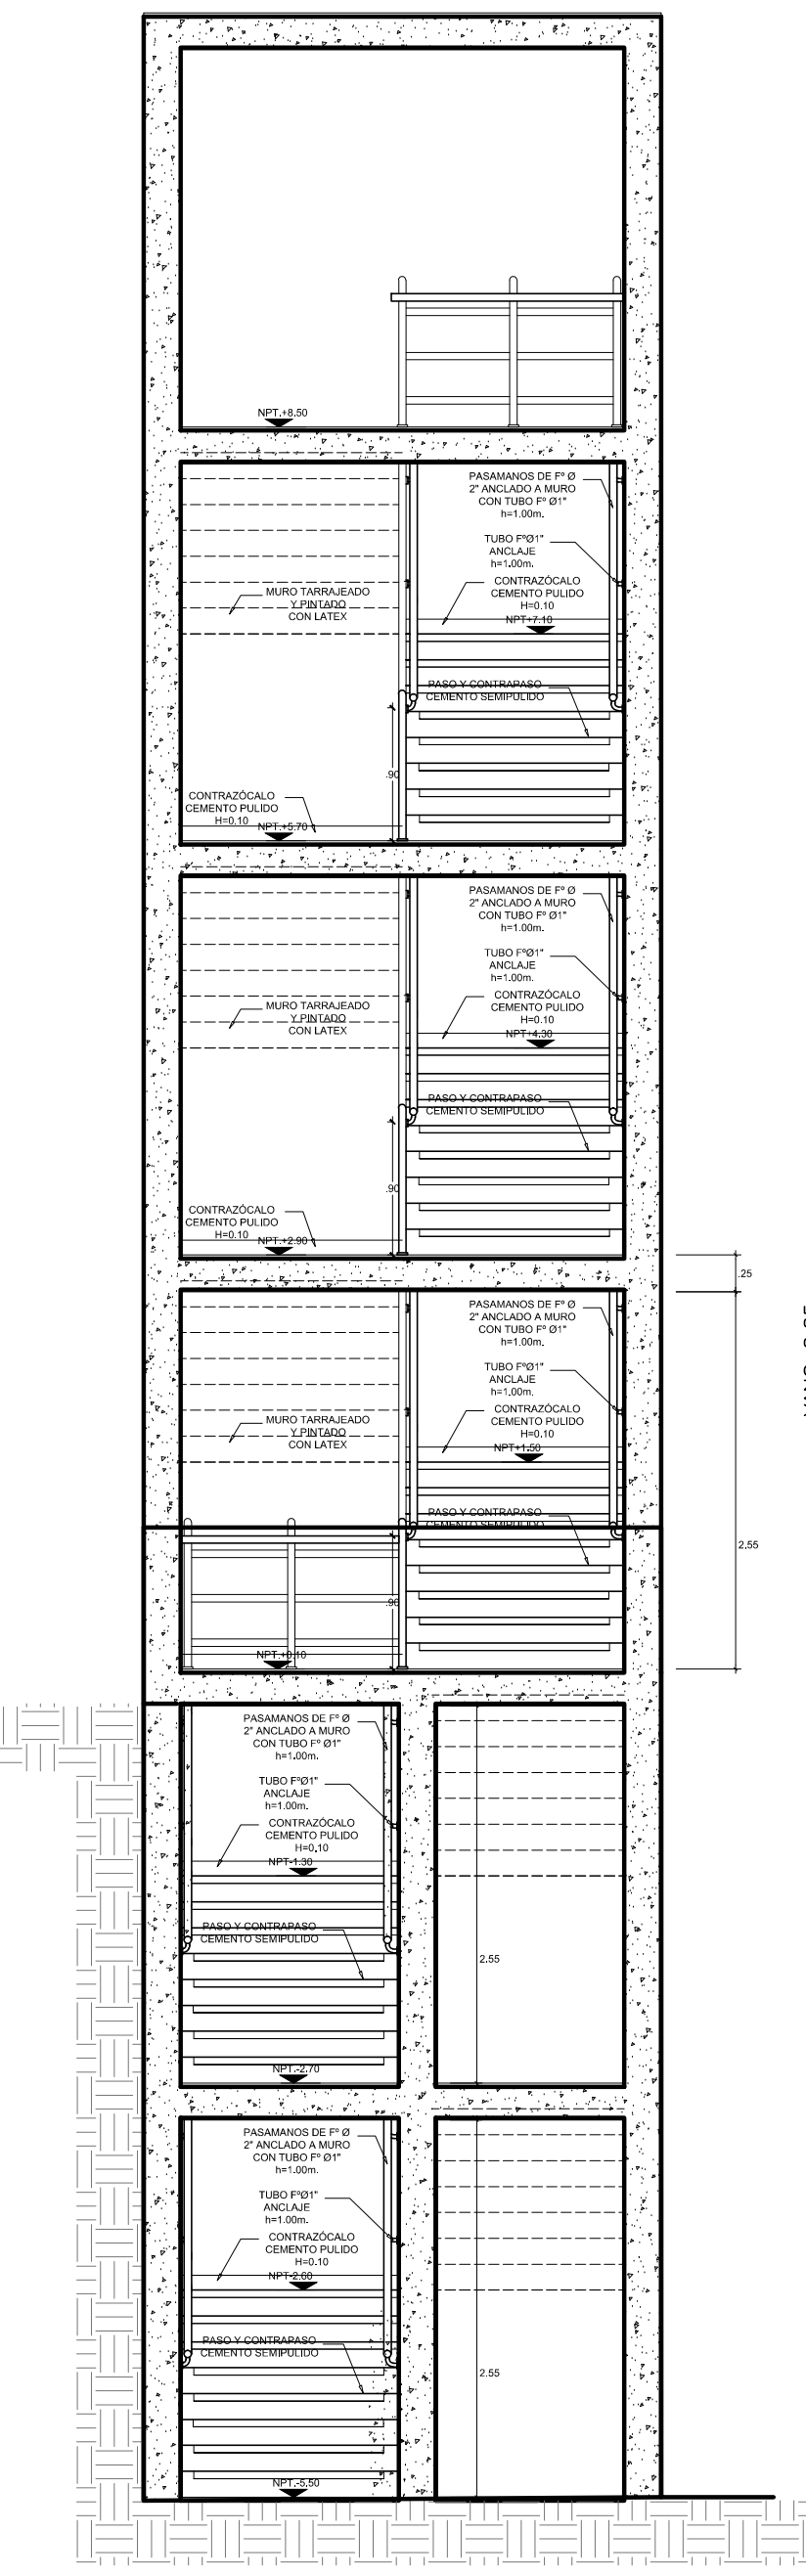 NPT.+8.50
PASAMANOS DE Fº Ø
2" ANCLADO A MURO
CON TUBO Fº Ø1"
h=1.00m.
TUBO FºØ1"
ANCLAJE
h=1.00m.
CONTRAZÓCALO
CEMENTO PULIDO
H=0.10
NPT+7.10
MURO TARRAJEADO
Y PINTADO
CON LATEX
PASO Y CONTRAPASO
CEMENTO SEMIPULIDO
.90
CONTRAZÓCALO
CEMENTO PULIDO
H=0.10
NPT.+5.70
PASAMANOS DE Fº Ø
2" ANCLADO A MURO
CON TUBO Fº Ø1"
h=1.00m.
TUBO FºØ1"
ANCLAJE
h=1.00m.
CONTRAZÓCALO
CEMENTO PULIDO
H=0.10
NPT+4.30
MURO TARRAJEADO
Y PINTADO
CON LATEX
PASO Y CONTRAPASO
CEMENTO SEMIPULIDO
.90
CONTRAZÓCALO
CEMENTO PULIDO
H=0.10
NPT.+2.90
.25
PASAMANOS DE Fº Ø
2" ANCLADO A MURO
CON TUBO Fº Ø1"
h=1.00m.
TUBO FºØ1"
ANCLAJE
h=1.00m.
CONTRAZÓCALO
CEMENTO PULIDO
H=0.10
NPT+1.50
MURO TARRAJEADO
Y PINTADO
CON LATEX
PASO Y CONTRAPASO
CEMENTO SEMIPULIDO
2.55
.90
NPT.+0.10
PASAMANOS DE Fº Ø
2" ANCLADO A MURO
CON TUBO Fº Ø1"
h=1.00m.
TUBO FºØ1"
ANCLAJE
h=1.00m.
CONTRAZÓCALO
CEMENTO PULIDO
H=0.10
NPT-1.30
PASO Y CONTRAPASO
CEMENTO SEMIPULIDO
2.55
NPT.-2.70
PASAMANOS DE Fº Ø
2" ANCLADO A MURO
CON TUBO Fº Ø1"
h=1.00m.
TUBO FºØ1"
ANCLAJE
h=1.00m.
CONTRAZÓCALO
CEMENTO PULIDO
H=0.10
NPT-2.60
PASO Y CONTRAPASO
CEMENTO SEMIPULIDO
2.55
NPT.-5.50